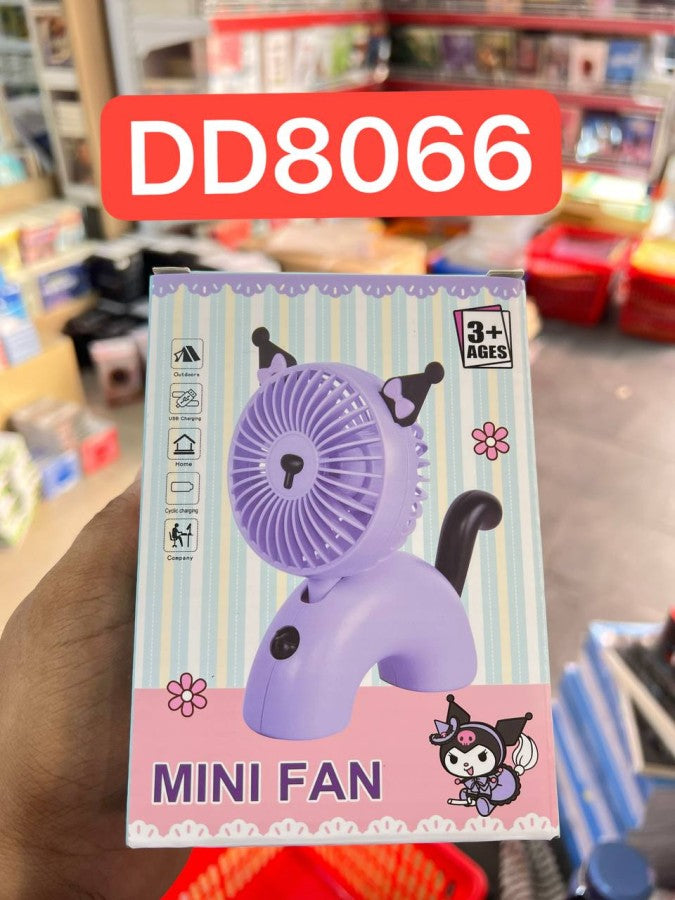 DD8066
3+
AGES
Outdoors
USB Charging
Home
Cyclic charging
Company
MINI FAN